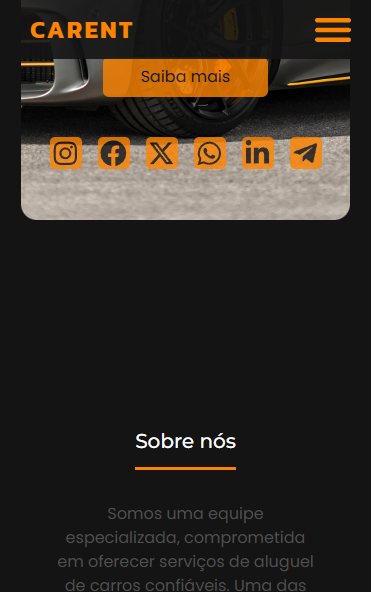 CARENT
Saiba mais
Sobre nós
Somos uma equipe
especializada, comprometida
em oferecer serviços de aluguel
de carros confiáveis. Uma das